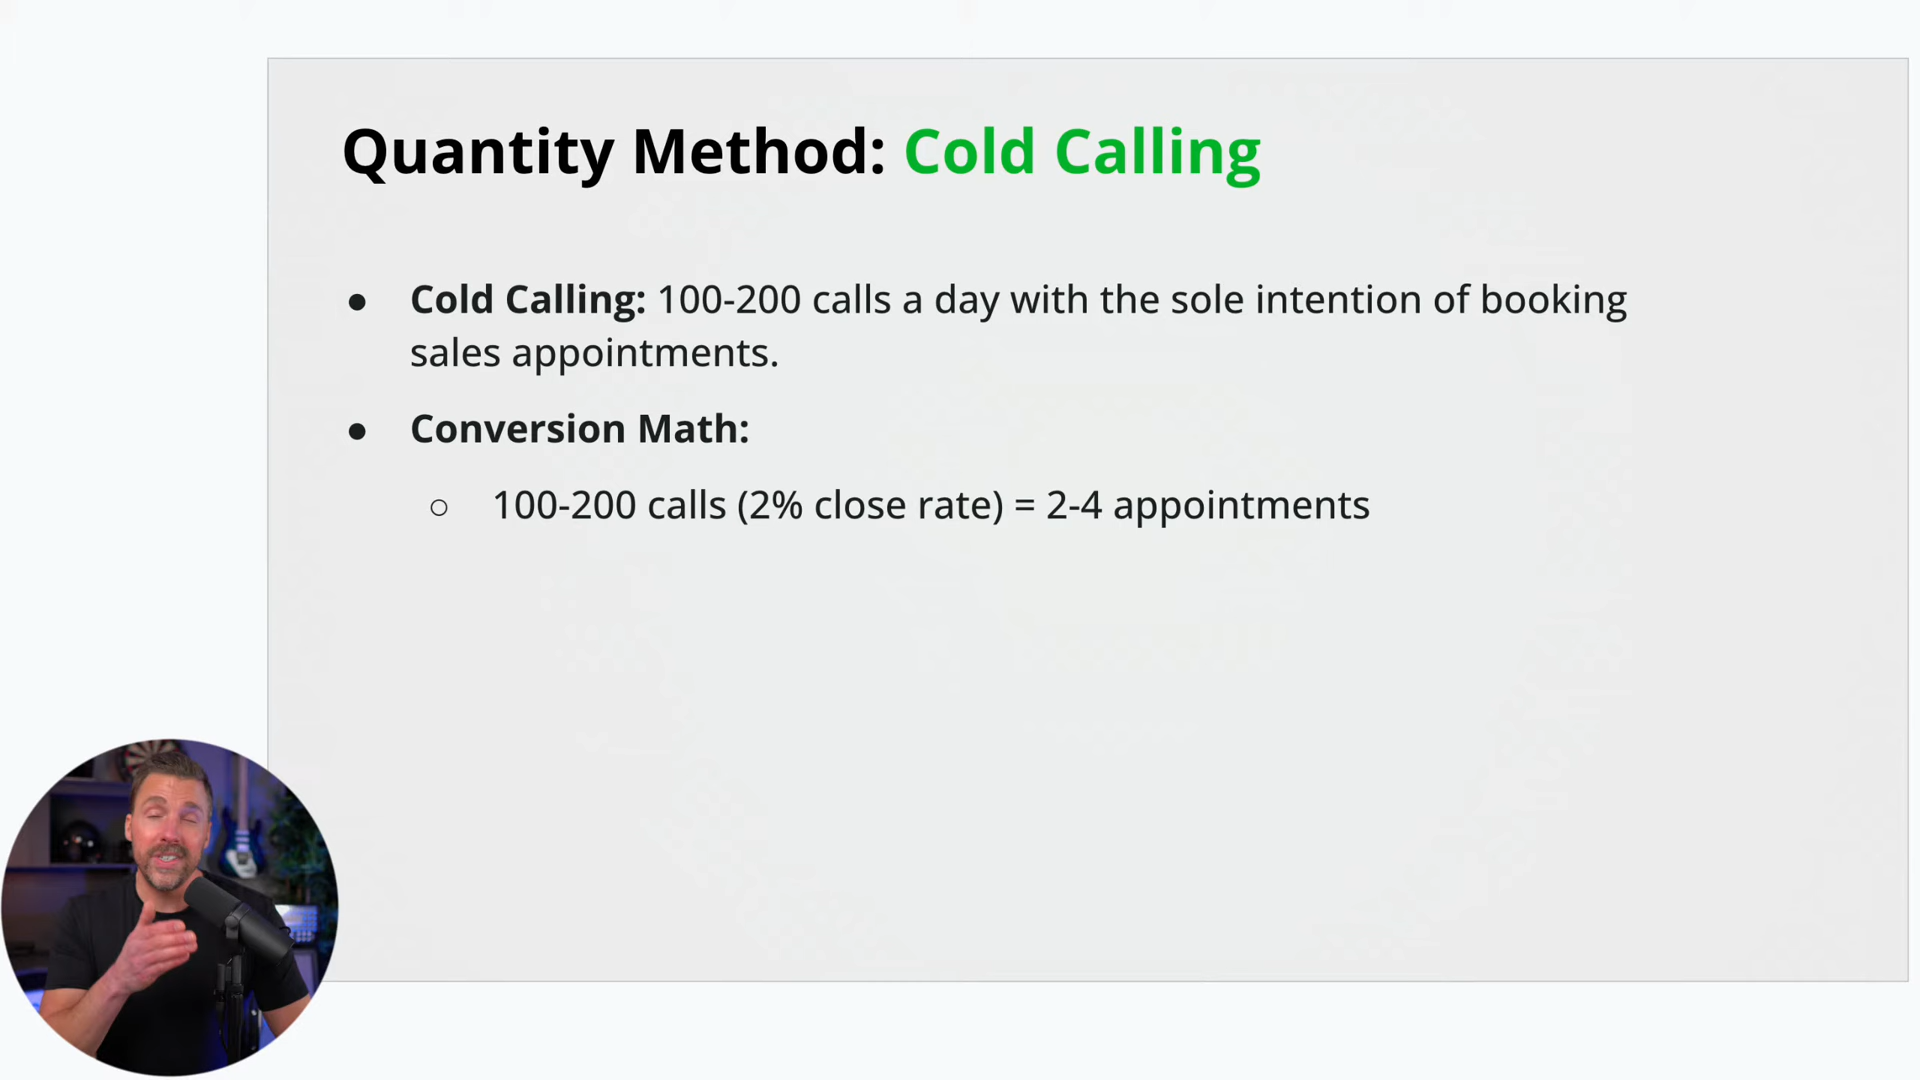 Quantity Method: Cold Calling
● Cold Calling: 100-200 calls a day with the sole intention of booking
sales appointments.
● Conversion Math:
○ 100-200 calls (2% close rate) = 2-4 appointments